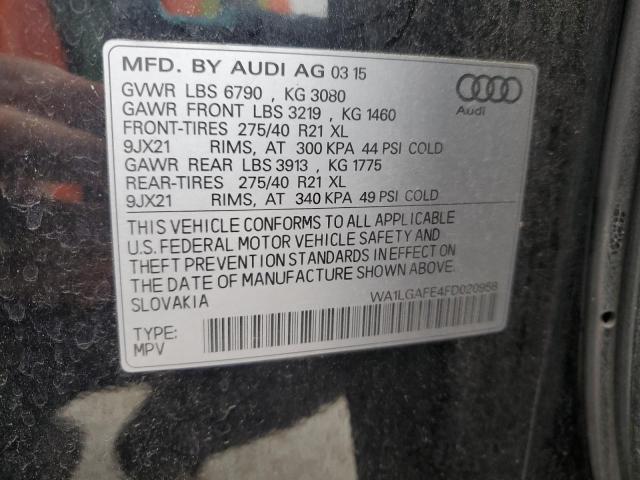 MFD. BY AUDI AG 03 15
GVWR LBS 6790 , KG 3080
GAWR FRONT LBS 3219 , KG 1460
FRONT-TIRES 275/40 R21 XL
9JX21 RIMS, AT 300 KPA 44 PSI COLD
GAWR REAR LBS 3913 , KG 1775
REAR-TIRES 275/40 R21 XL
9JX21 RIMS, AT 340 KPA 49 PSI COLD
Audi
THIS VEHICLE CONFORMS TO ALL APPLICABLE
U.S. FEDERAL MOTOR VEHICLE SAFETY AND
THEFT PREVENTION STANDARDS IN EFFECT ON
THE DATE OF MANUFACTURE SHOWN ABOVE.
SLOVAKIA
WA1LGAFE4FD020958
TYPE:
MPV